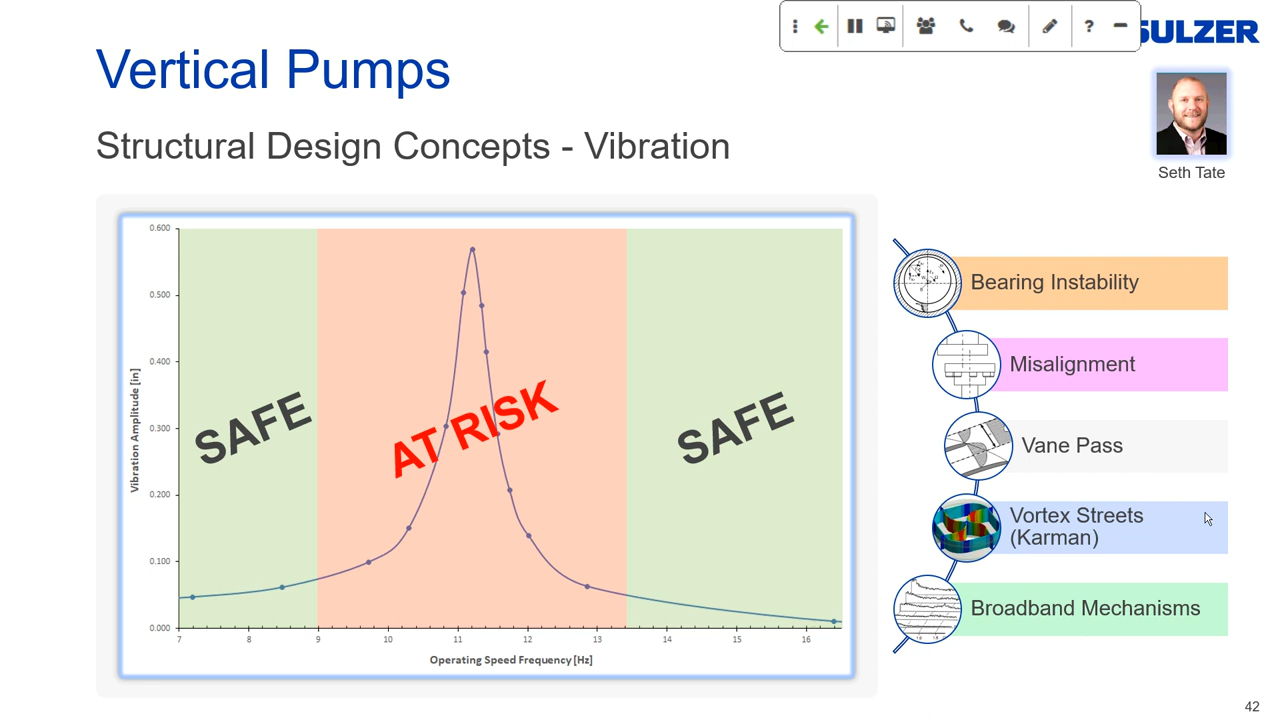 SULZER
Vertical Pumps
Structural Design Concepts - Vibration
Seth Tate
0.600
0.500
0.400
0.300
0.200
0.100
0.000
Vibration Amplitude [in]
SAFE
AT RISK
SAFE
7 8 9 10 11 12 13 14 15 16
Operating Speed Frequency [Hz]
Bearing Instability
Misalignment
Vane Pass
Vortex Streets
(Karman)
Broadband Mechanisms
42